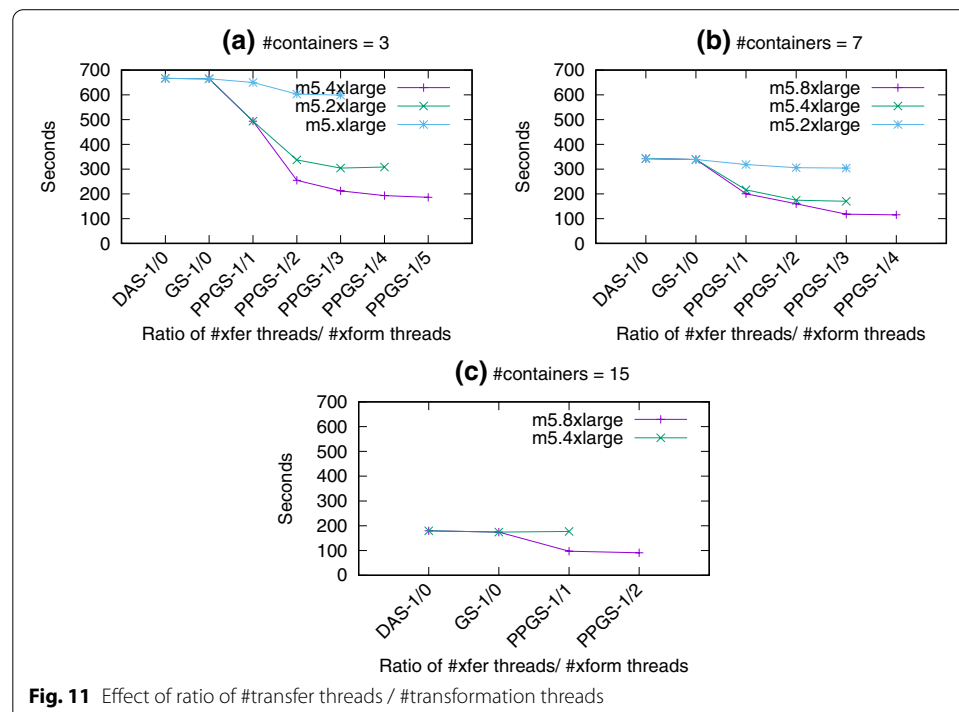 (a) #containers = 3
700
600
500
400
300
200
100
0
Seconds
m5.4xlarge
m5.2xlarge
m5.xlarge
DAS-1/0
GS-1/0
PPGS-1/1
PPGS-1/2
PPGS-1/3
PPGS-1/4
PPGS-1/5
Ratio of #xfer threads/ #xform threads
(b) #containers = 7
700
600
500
400
300
200
100
0
Seconds
m5.8xlarge
m5.4xlarge
m5.2xlarge
DAS-1/0
GS-1/0
PPGS-1/1
PPGS-1/2
PPGS-1/3
PPGS-1/4
Ratio of #xfer threads/ #xform threads
(c) #containers = 15
700
600
500
400
300
200
100
0
Seconds
m5.8xlarge
m5.4xlarge
DAS-1/0
GS-1/0
PPGS-1/1
PPGS-1/2
Ratio of #xfer threads/ #xform threads
Fig. 11 Effect of ratio of #transfer threads / #transformation threads